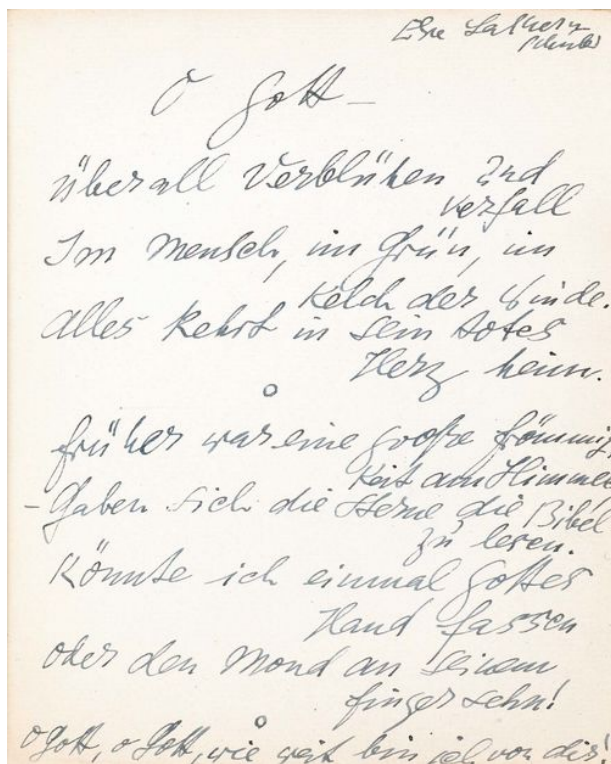 Else Lasker-
Schüler
O Gott –
Überall Verblühen und
verfall
Im Mensch, im Grün, im
Kelch der Winde.
Alles kehrt in sein totes
Herz heim.
früher war eine große frömmig
keit am Himmel
– Gaben sich die Sterne die Bibel
zu lesen.
Könnte ich einmal Gottes
Hand fassen
oder den Mond an seinem
finger sehn!
O Gott, o Gott, wie weit bin ich von dir!